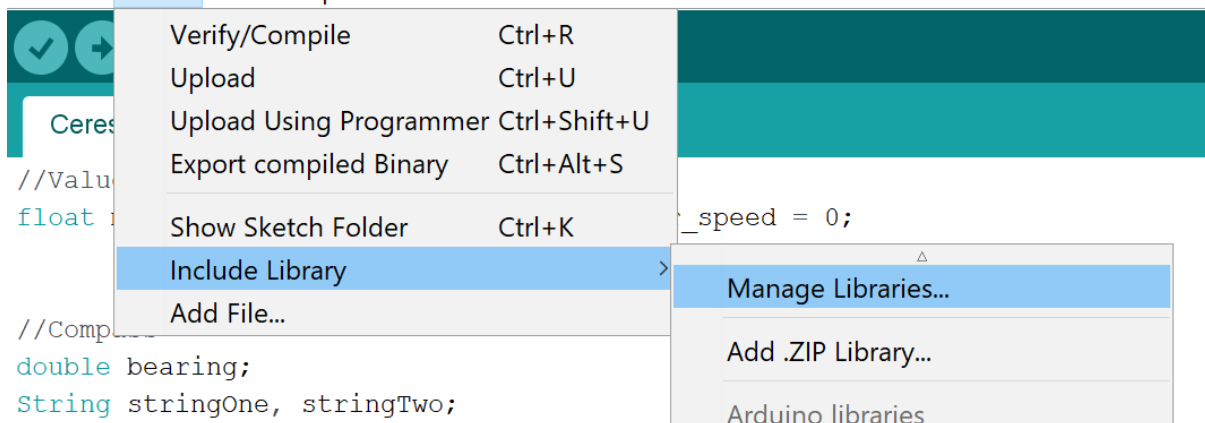 Verify/Compile Ctrl+R
Upload Ctrl+U
Upload Using Programmer Ctrl+Shift+U
Export compiled Binary Ctrl+Alt+S
Ceres
//Valu
float _speed = 0;
Show Sketch Folder Ctrl+K
Include Library
Manage Libraries...
Add File...
//Compass
Add .ZIP Library...
double bearing;
String stringOne, stringTwo;
Arduino libraries